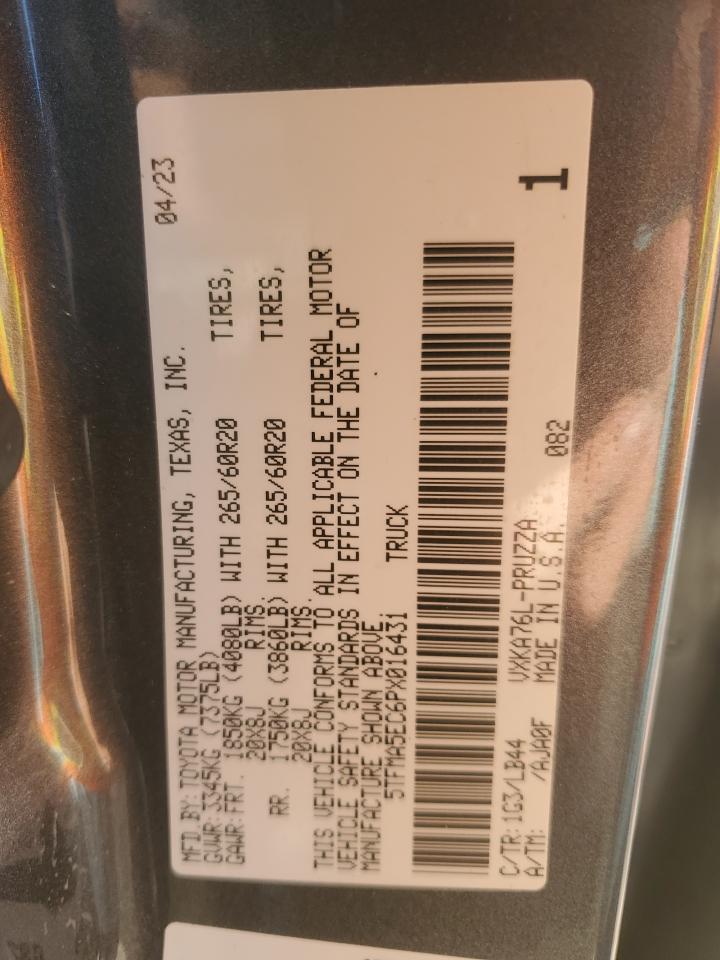 MFD.BY: TOYOTA MOTOR MANUFACTURING, TEXAS, INC. 04/23
GVWR: 3345KG (7375LB)
GAWR: FRT. 1850KG (4080LB) WITH 265/60R20 TIRES,
20X8J RIMS.
RR. 1750KG (3860LB) WITH 265/60R20 TIRES,
20X8J RIMS.
THIS VEHICLE CONFORMS TO ALL APPLICABLE FEDERAL MOTOR
VEHICLE SAFETY STANDARDS IN EFFECT ON THE DATE OF
MANUFACTURE SHOWN ABOVE.
5TFMA5EC6PX016431 TRUCK
C/TR: 1G3/LB44 VXKA76L-PRUZZA 082 1
A/TM: /AJA0F MADE IN U.S.A.